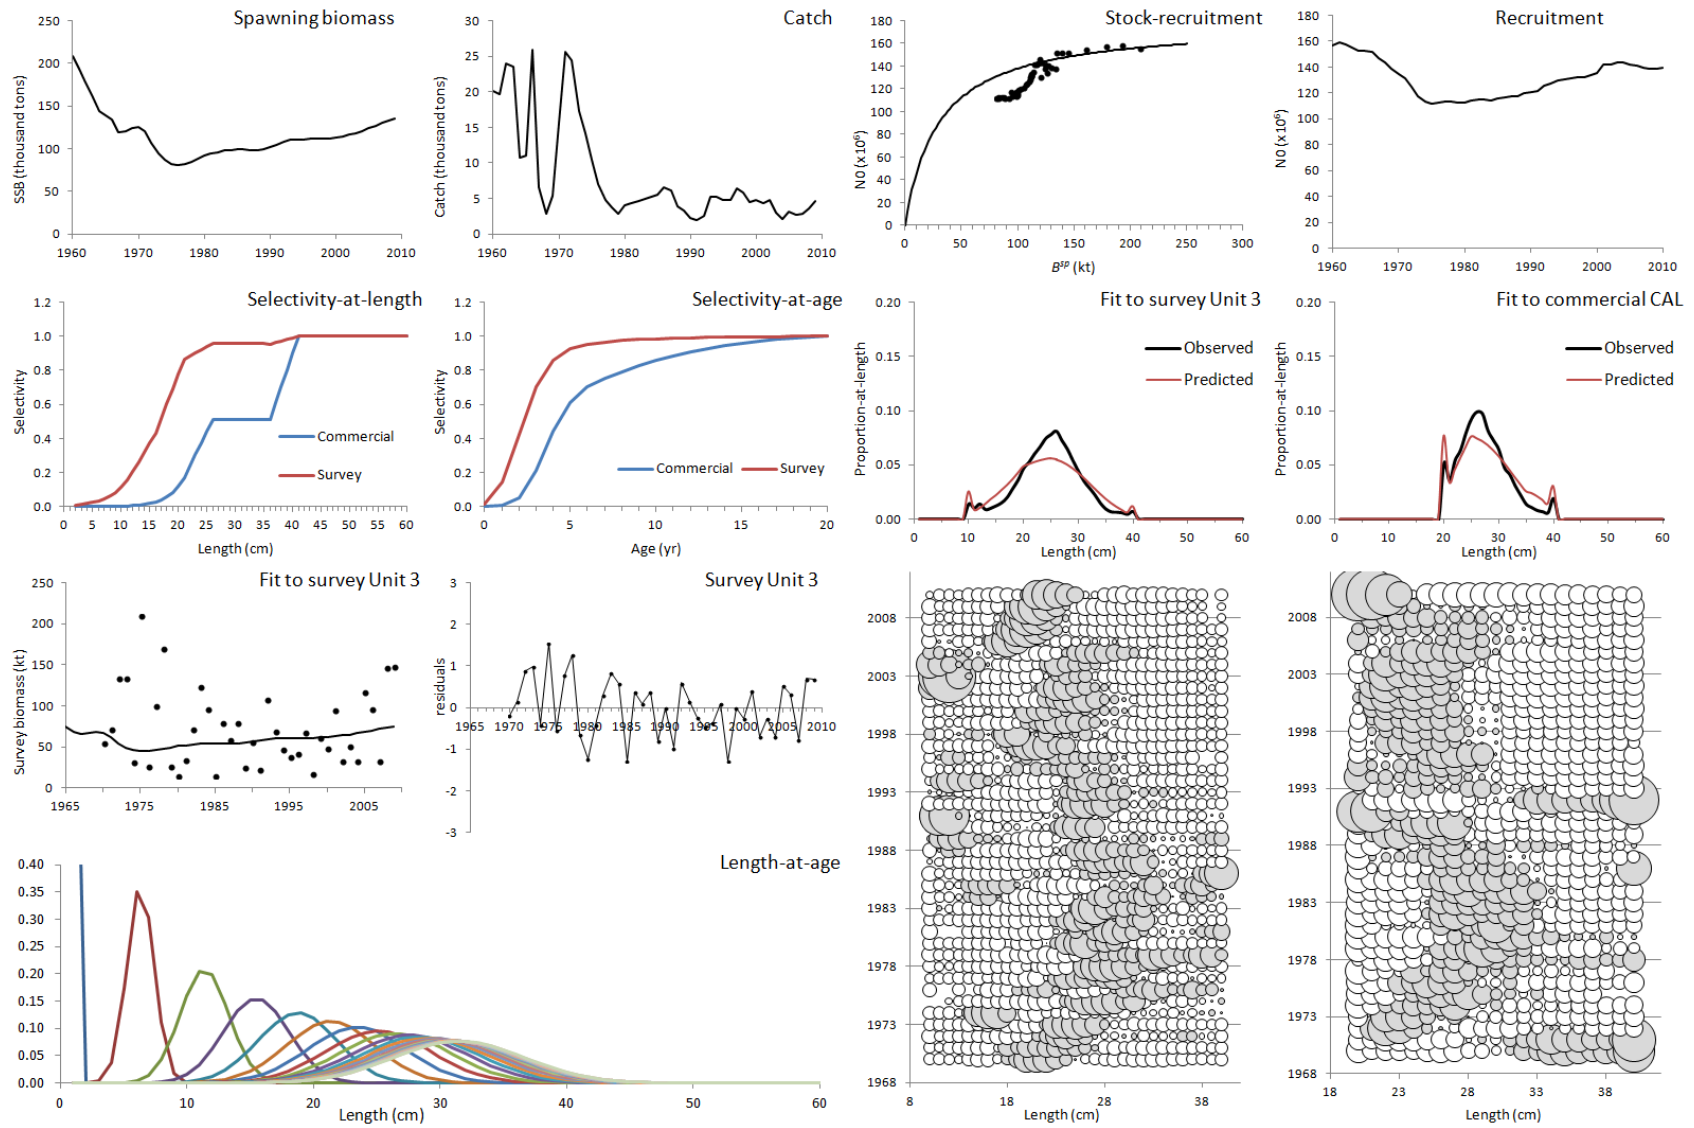 Spawning biomass
SSB (thousand tons)
250
200
150
100
50
0
1960 1970 1980 1990 2000 2010
Catch
Catch (thousand tons)
30
25
20
15
10
5
0
1960 1970 1980 1990 2000 2010
Stock-recruitment
N0 (x10⁶)
180
160
140
120
100
80
60
40
20
0
0 50 100 150 200 250 300
Bˢᵖ (kt)
Recruitment
N0 (x10⁶)
180
160
140
120
100
80
60
40
20
0
1960 1970 1980 1990 2000 2010
Selectivity-at-length
Selectivity
1.2
1.0
0.8
0.6
0.4
0.2
0.0
Commercial
Survey
0 5 10 15 20 25 30 35 40 45 50 55 60
Length (cm)
Selectivity-at-age
Selectivity
1.2
1.0
0.8
0.6
0.4
0.2
0.0
Commercial Survey
0 5 10 15 20
Age (yr)
Fit to survey Unit 3
Proportion-at-length
0.20
0.15
0.10
0.05
0.00
Observed
Predicted
0 10 20 30 40 50 60
Length (cm)
Fit to commercial CAL
Proportion-at-length
0.20
0.15
0.10
0.05
0.00
Observed
Predicted
0 10 20 30 40 50 60
Length (cm)
Fit to survey Unit 3
Survey biomass (kt)
250
200
150
100
50
0
1965 1975 1985 1995 2005
Survey Unit 3
residuals
3
2
1
0
-1
-2
-3
1965 1970 1975 1980 1985 1990 1995 2000 2005 2010
2008
2003
1998
1993
1988
1983
1978
1973
1968
8 18 28 38
Length (cm)
2008
2003
1998
1993
1988
1983
1978
1973
1968
18 23 28 33 38
Length (cm)
Length-at-age
0.40
0.35
0.30
0.25
0.20
0.15
0.10
0.05
0.00
0 10 20 30 40 50 60
Length (cm)